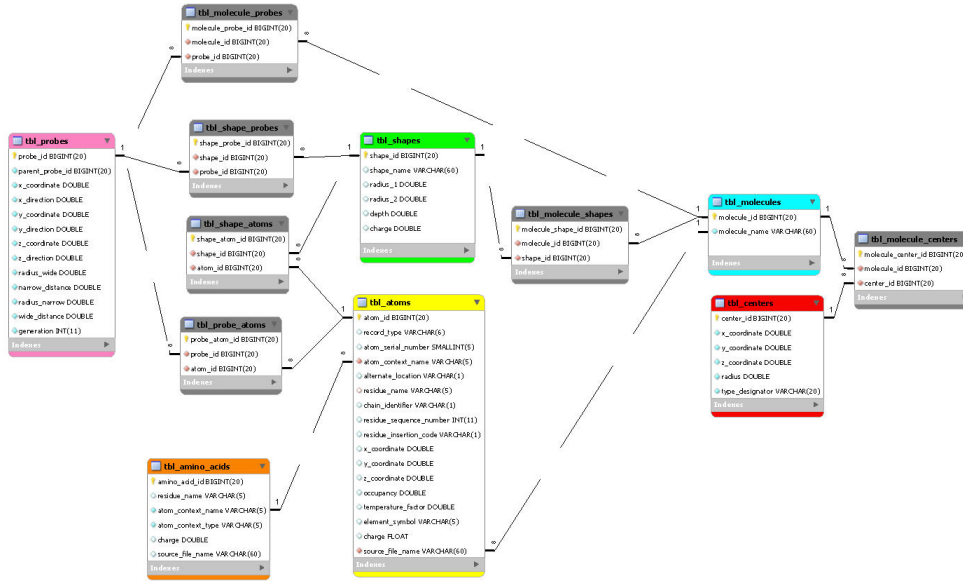 tbl_molecule_probes
molecule_probe_id BIGINT(20)
molecule_id BIGINT(20)
probe_id BIGINT(20)
Indexes
tbl_probes
probe_id BIGINT(20)
parent_probe_id BIGINT(20)
x_coordinate DOUBLE
x_direction DOUBLE
y_coordinate DOUBLE
y_direction DOUBLE
z_coordinate DOUBLE
z_direction DOUBLE
radius_wide DOUBLE
narrow_distance DOUBLE
radius_narrow DOUBLE
wide_distance DOUBLE
generation INT(11)
Indexes
tbl_shape_probes
shape_probe_id BIGINT(20)
shape_id BIGINT(20)
probe_id BIGINT(20)
Indexes
tbl_shape_atoms
shape_atom_id BIGINT(20)
shape_id BIGINT(20)
atom_id BIGINT(20)
Indexes
tbl_probe_atoms
probe_atom_id BIGINT(20)
probe_id BIGINT(20)
atom_id BIGINT(20)
Indexes
tbl_amino_acids
amino_acid_id BIGINT(20)
residue_name VARCHAR(5)
atom_context_name VARCHAR(5)
atom_context_type VARCHAR(5)
charge DOUBLE
source_file_name VARCHAR(60)
Indexes
tbl_shapes
shape_id BIGINT(20)
shape_name VARCHAR(60)
radius_1 DOUBLE
radius_2 DOUBLE
depth DOUBLE
charge DOUBLE
Indexes
tbl_atoms
atom_id BIGINT(20)
record_type VARCHAR(6)
atom_serial_number SMALLINT(5)
atom_context_name VARCHAR(5)
alternate_location VARCHAR(1)
residue_name VARCHAR(5)
chain_identifier VARCHAR(1)
residue_sequence_number INT(11)
residue_insertion_code VARCHAR(1)
x_coordinate DOUBLE
y_coordinate DOUBLE
z_coordinate DOUBLE
occupancy DOUBLE
temperature_factor DOUBLE
element_symbol VARCHAR(5)
charge FLOAT
source_file_name VARCHAR(60)
Indexes
tbl_molecule_shapes
molecule_shape_id BIGINT(20)
molecule_id BIGINT(20)
shape_id BIGINT(20)
Indexes
tbl_molecules
molecule_id BIGINT(20)
molecule_name VARCHAR(60)
Indexes
tbl_centers
center_id BIGINT(20)
x_coordinate DOUBLE
y_coordinate DOUBLE
z_coordinate DOUBLE
radius DOUBLE
type_designator VARCHAR(20)
Indexes
tbl_molecule_centers
molecule_center_id BIGINT(20)
molecule_id BIGINT(20)
center_id BIGINT(20)
Indexes
1
∞
∞
1
∞
∞
∞
∞
∞
∞
1
∞
1
1
1
∞
∞
1
1
∞
1
∞
∞
1